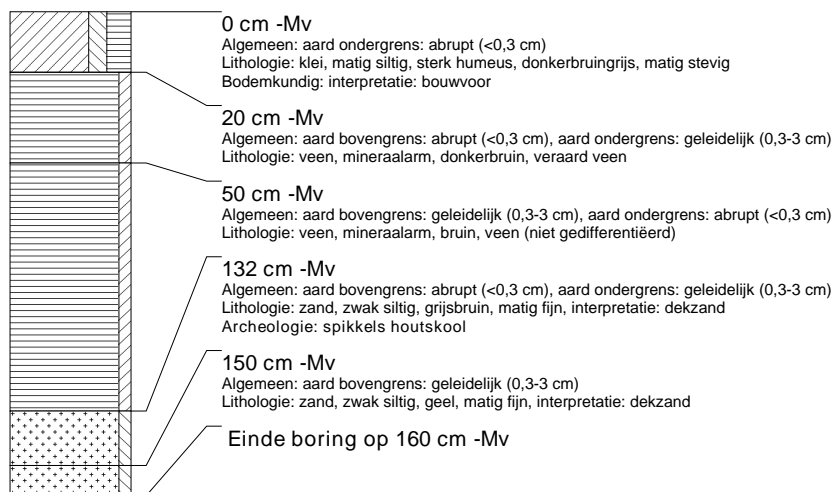 0 cm -Mv
Algemeen: aard ondergrens: abrupt (<0,3 cm)
Lithologie: klei, matig siltig, sterk humeus, donkerbruingrijs, matig stevig
Bodemkundig: interpretatie: bouwvoor
20 cm -Mv
Algemeen: aard bovengrens: abrupt (<0,3 cm), aard ondergrens: geleidelijk (0,3-3 cm)
Lithologie: veen, mineraalarm, donkerbruin, veraard veen
50 cm -Mv
Algemeen: aard bovengrens: geleidelijk (0,3-3 cm), aard ondergrens: abrupt (<0,3 cm)
Lithologie: veen, mineraalarm, bruin, veen (niet gedifferentiëerd)
132 cm -Mv
Algemeen: aard bovengrens: abrupt (<0,3 cm), aard ondergrens: geleidelijk (0,3-3 cm)
Lithologie: zand, zwak siltig, grijsbruin, matig fijn, interpretatie: dekzand
Archeologie: spikkels houtskool
150 cm -Mv
Algemeen: aard bovengrens: geleidelijk (0,3-3 cm)
Lithologie: zand, zwak siltig, geel, matig fijn, interpretatie: dekzand
Einde boring op 160 cm -Mv